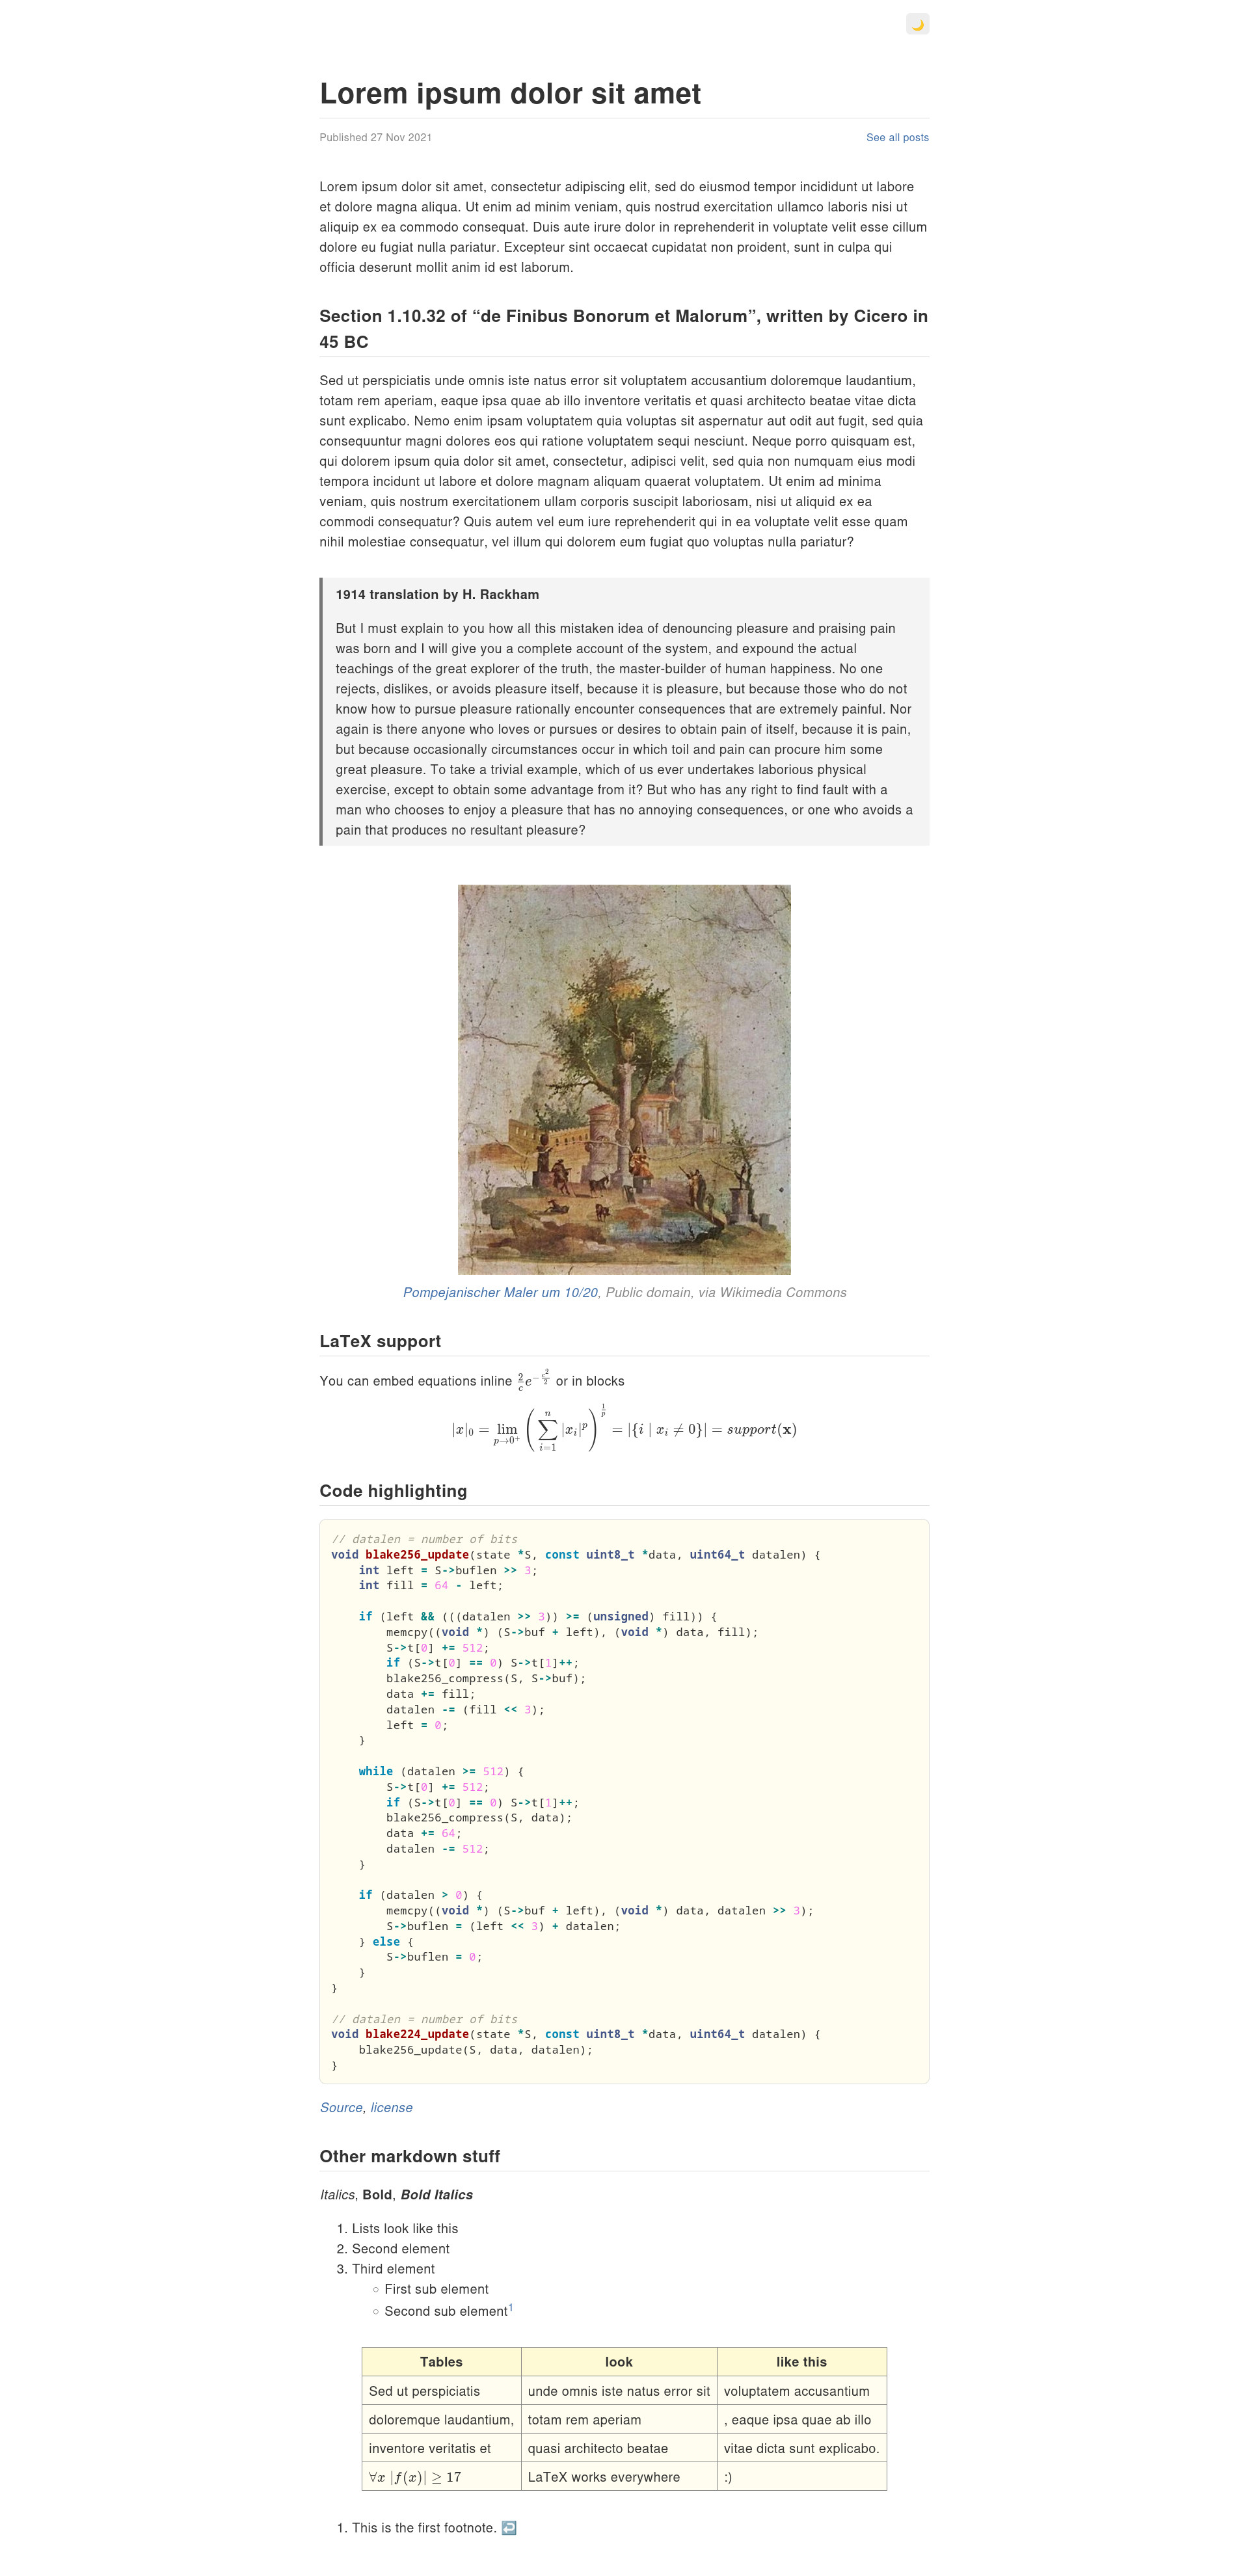 🌙
Lorem ipsum dolor sit amet
Published 27 Nov 2021 See all posts
Lorem ipsum dolor sit amet, consectetur adipiscing elit, sed do eiusmod tempor incididunt ut labore
et dolore magna aliqua. Ut enim ad minim veniam, quis nostrud exercitation ullamco laboris nisi ut
aliquip ex ea commodo consequat. Duis aute irure dolor in reprehenderit in voluptate velit esse cillum
dolore eu fugiat nulla pariatur. Excepteur sint occaecat cupidatat non proident, sunt in culpa qui
officia deserunt mollit anim id est laborum.
Section 1.10.32 of “de Finibus Bonorum et Malorum”, written by Cicero in
45 BC
Sed ut perspiciatis unde omnis iste natus error sit voluptatem accusantium doloremque laudantium,
totam rem aperiam, eaque ipsa quae ab illo inventore veritatis et quasi architecto beatae vitae dicta
sunt explicabo. Nemo enim ipsam voluptatem quia voluptas sit aspernatur aut odit aut fugit, sed quia
consequuntur magni dolores eos qui ratione voluptatem sequi nesciunt. Neque porro quisquam est,
qui dolorem ipsum quia dolor sit amet, consectetur, adipisci velit, sed quia non numquam eius modi
tempora incidunt ut labore et dolore magnam aliquam quaerat voluptatem. Ut enim ad minima
veniam, quis nostrum exercitationem ullam corporis suscipit laboriosam, nisi ut aliquid ex ea
commodi consequatur? Quis autem vel eum iure reprehenderit qui in ea voluptate velit esse quam
nihil molestiae consequatur, vel illum qui dolorem eum fugiat quo voluptas nulla pariatur?
1914 translation by H. Rackham
But I must explain to you how all this mistaken idea of denouncing pleasure and praising pain
was born and I will give you a complete account of the system, and expound the actual
teachings of the great explorer of the truth, the master-builder of human happiness. No one
rejects, dislikes, or avoids pleasure itself, because it is pleasure, but because those who do not
know how to pursue pleasure rationally encounter consequences that are extremely painful. Nor
again is there anyone who loves or pursues or desires to obtain pain of itself, because it is pain,
but because occasionally circumstances occur in which toil and pain can procure him some
great pleasure. To take a trivial example, which of us ever undertakes laborious physical
exercise, except to obtain some advantage from it? But who has any right to find fault with a
man who chooses to enjoy a pleasure that has no annoying consequences, or one who avoids a
pain that produces no resultant pleasure?
Pompejanischer Maler um 10/20, Public domain, via Wikimedia Commons
LaTeX support
You can embed equations inline \frac{2}{c}e^{-\frac{c^2}{2}} or in blocks
|x|_0 = \lim_{p \to 0^+} \left( \sum_{i=1}^{n} |x_i|^p \right)^{\frac{1}{p}} = |\{i \mid x_i \neq 0\}| = support(\mathbf{x})
Code highlighting
// datalen = number of bits
void blake256_update(state *S, const uint8_t *data, uint64_t datalen) {
    int left = S->buflen >> 3;
    int fill = 64 - left;
    if (left && (((datalen >> 3)) >= (unsigned) fill)) {
        memcpy((void *) (S->buf + left), (void *) data, fill);
        S->t[0] += 512;
        if (S->t[0] == 0) S->t[1]++;
        blake256_compress(S, S->buf);
        data += fill;
        datalen -= (fill << 3);
        left = 0;
    }
    while (datalen >= 512) {
        S->t[0] += 512;
        if (S->t[0] == 0) S->t[1]++;
        blake256_compress(S, data);
        data += 64;
        datalen -= 512;
    }
    if (datalen > 0) {
        memcpy((void *) (S->buf + left), (void *) data, datalen >> 3);
        S->buflen = (left << 3) + datalen;
    } else {
        S->buflen = 0;
    }
}
// datalen = number of bits
void blake224_update(state *S, const uint8_t *data, uint64_t datalen) {
    blake256_update(S, data, datalen);
}
Source, license
Other markdown stuff
Italics, Bold, Bold Italics
1. Lists look like this
2. Second element
3. Third element
○ First sub element
○ Second sub element¹
Tables look like this
Sed ut perspiciatis unde omnis iste natus error sit voluptatem accusantium
doloremque laudantium, totam rem aperiam , eaque ipsa quae ab illo
inventore veritatis et quasi architecto beatae vitae dicta sunt explicabo.
∀x |f(x)| ≥ 17 LaTeX works everywhere :)
1. This is the first footnote. ↩️